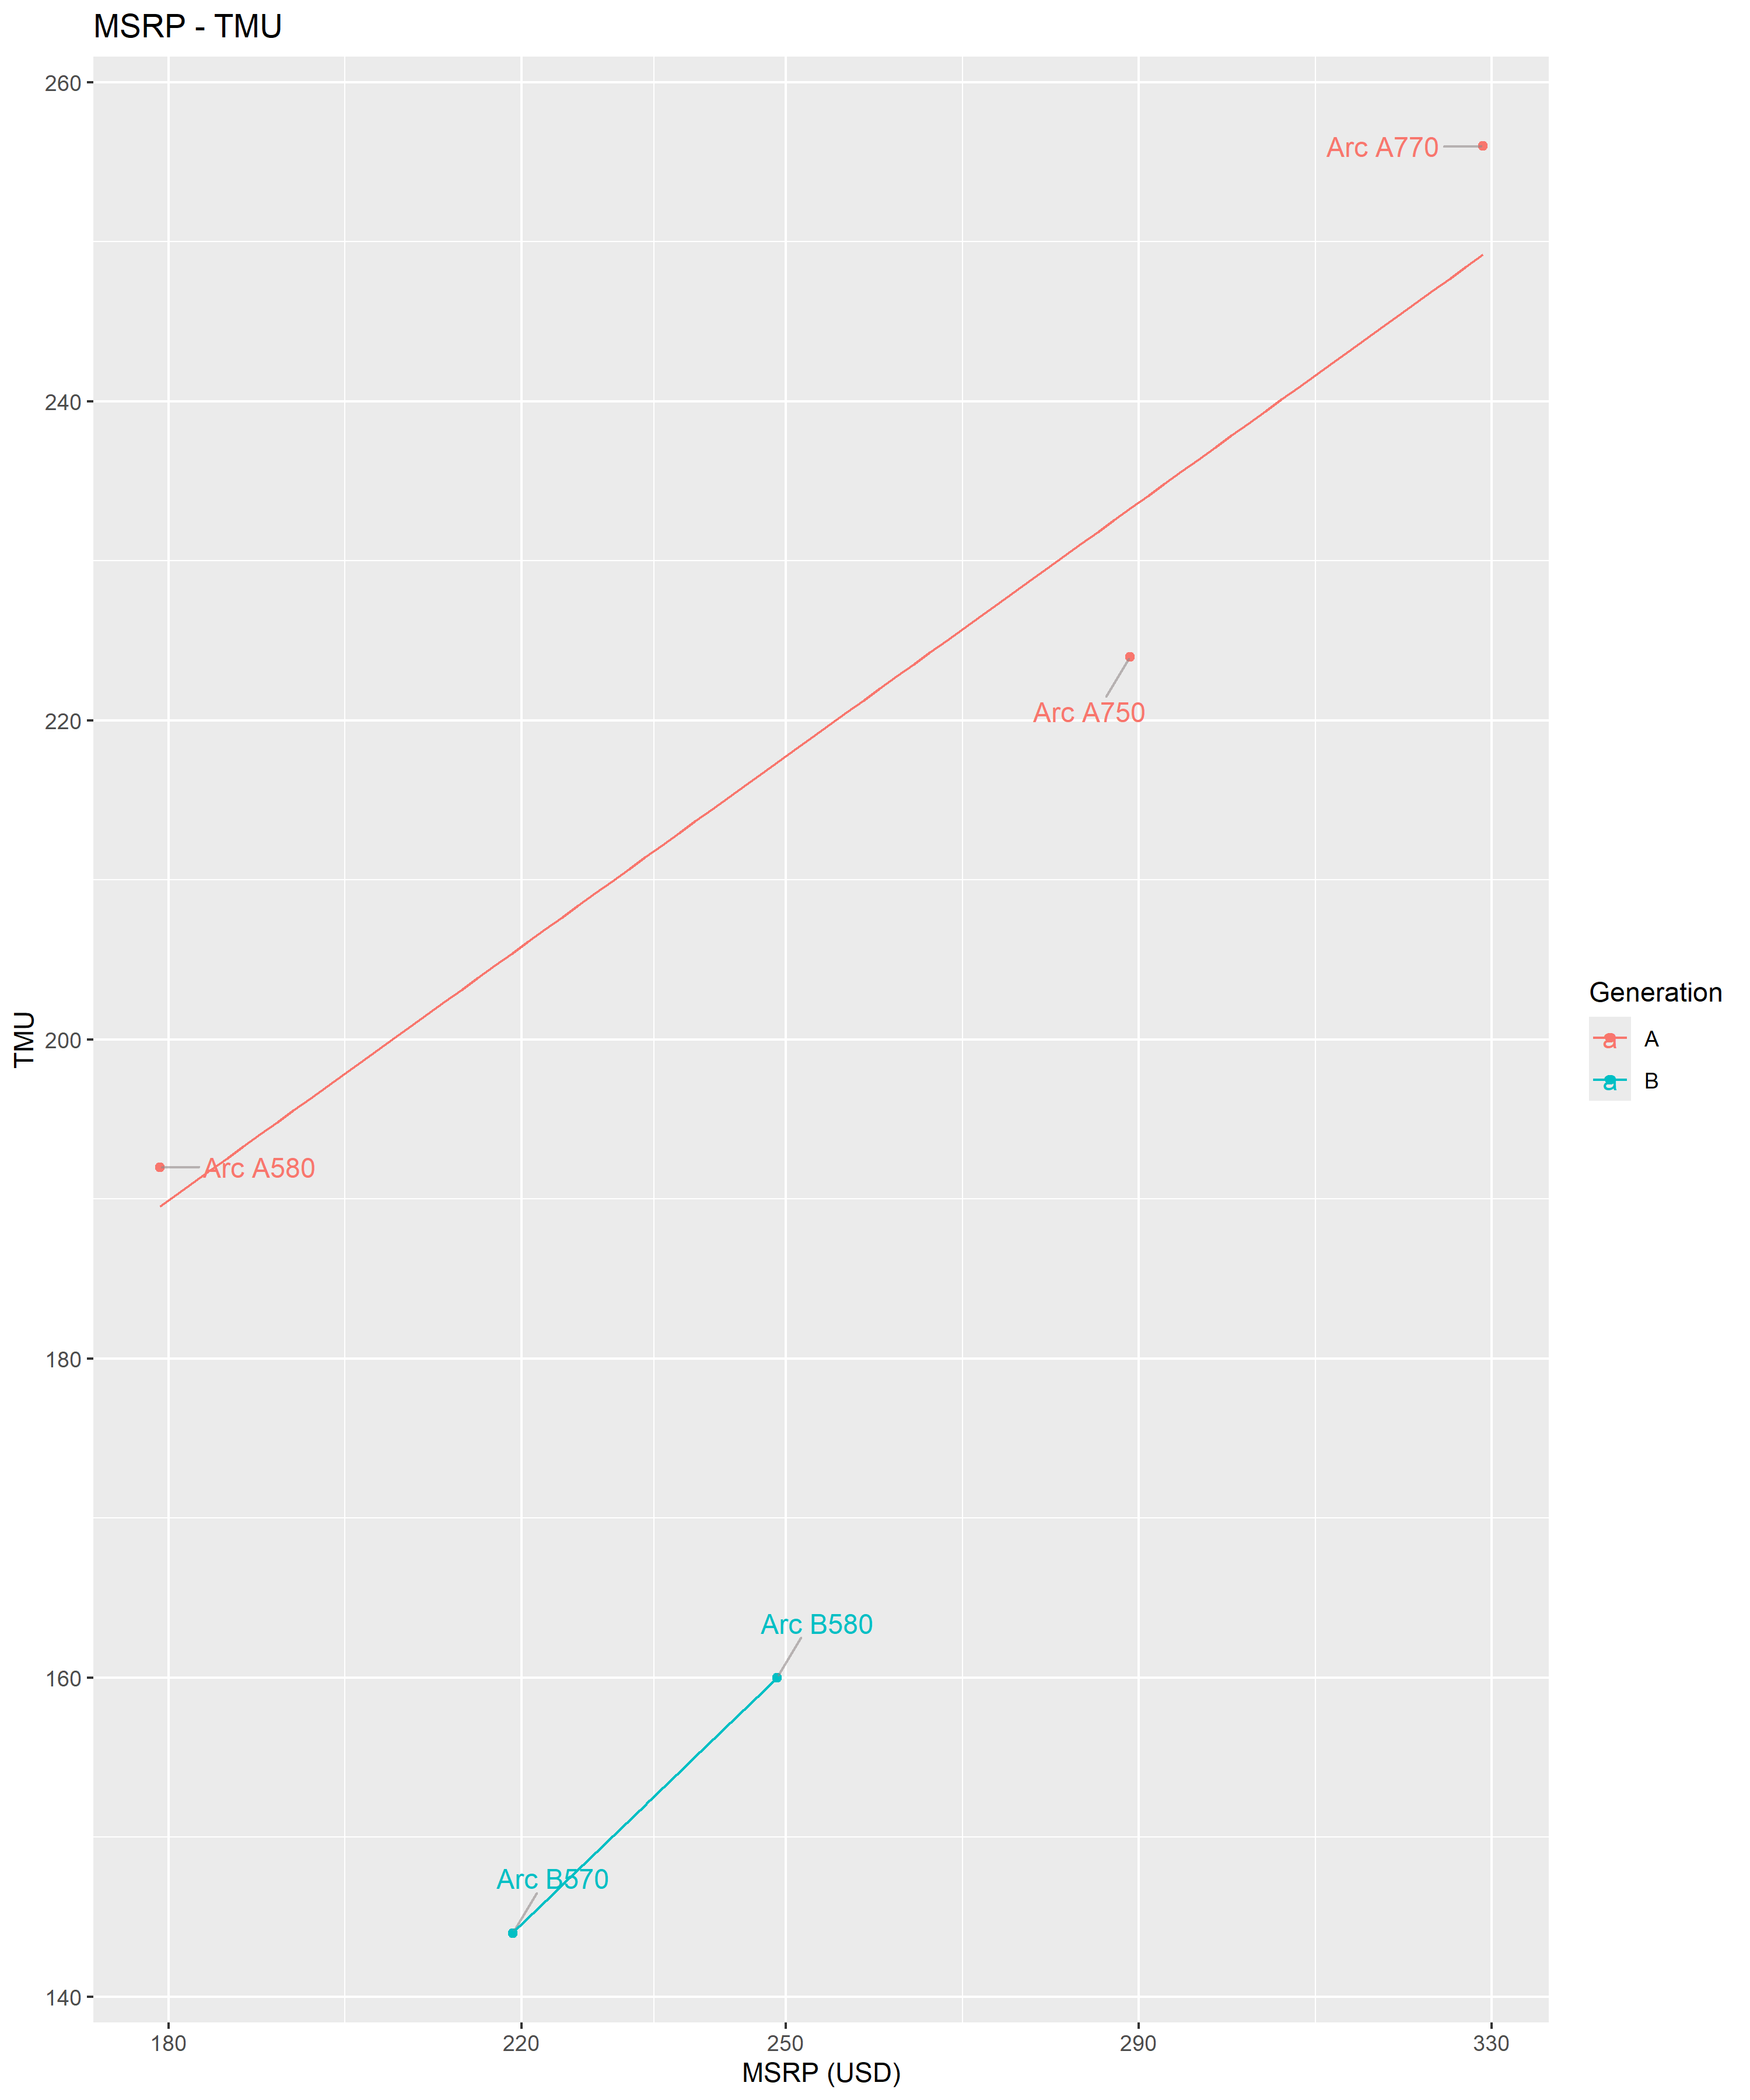 MSRP - TMU
260
Arc A770
240
Arc A750
220
Generation
a A
a B
TMU
200
Arc A580
180
Arc B580
160
Arc B570
140
180 220 250 290 330
MSRP (USD)